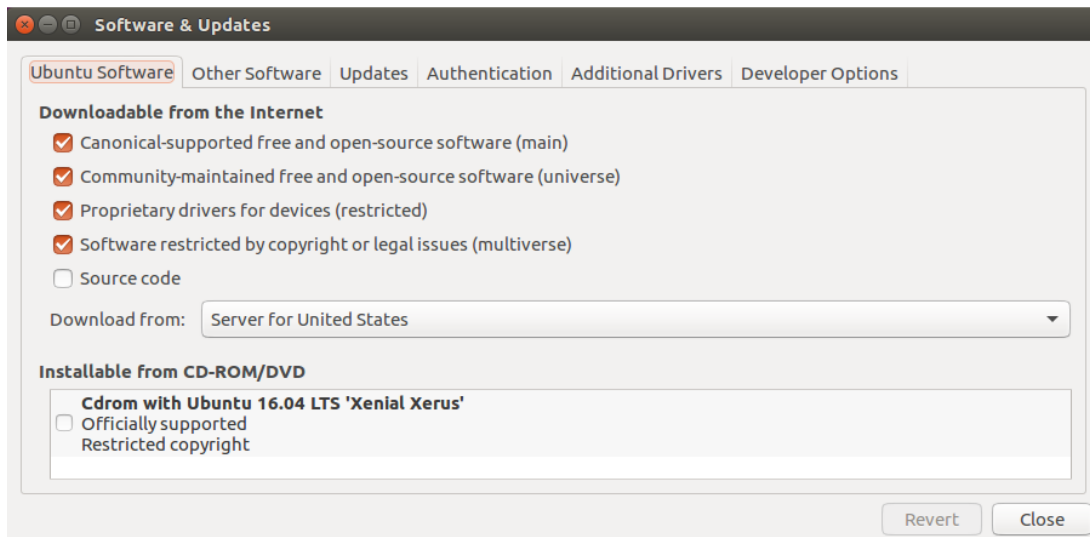 Software & Updates
Ubuntu Software Other Software Updates Authentication Additional Drivers Developer Options
Downloadable from the Internet
Canonical-supported free and open-source software (main)
Community-maintained free and open-source software (universe)
Proprietary drivers for devices (restricted)
Software restricted by copyright or legal issues (multiverse)
Source code
Download from: Server for United States
Installable from CD-ROM/DVD
Cdrom with Ubuntu 16.04 LTS 'Xenial Xerus'
Officially supported
Restricted copyright
Revert Close